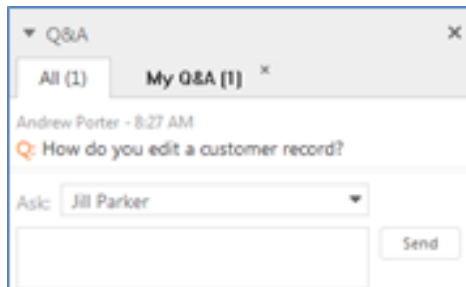 Q&A
All (1) My Q&A (1)
Andrew Porter - 8:27 AM
Q: How do you edit a customer record?
Ask: Jill Parker
Send